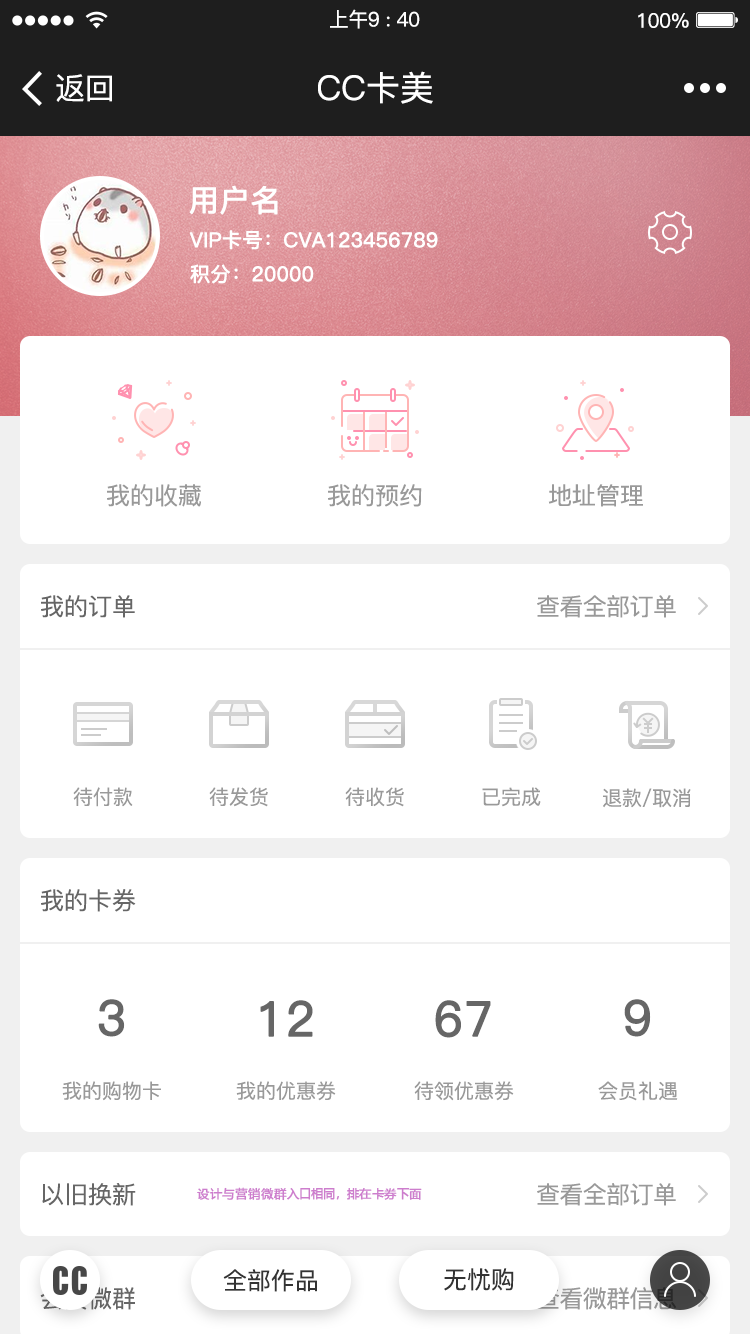 上午9 : 40
100%
返回
CC卡美
用户名
VIP卡号：CVA123456789
积分：20000
我的收藏
我的预约
地址管理
我的订单
查看全部订单
待付款
待发货
待收货
已完成
退款/取消
我的卡券
3
12
67
9
我的购物卡
我的优惠券
待领优惠券
会员礼遇
以旧换新
设计与营销微群入口相同，排在卡券下面
查看全部订单
CC
全部作品
无忧购
微群
查看微群信息